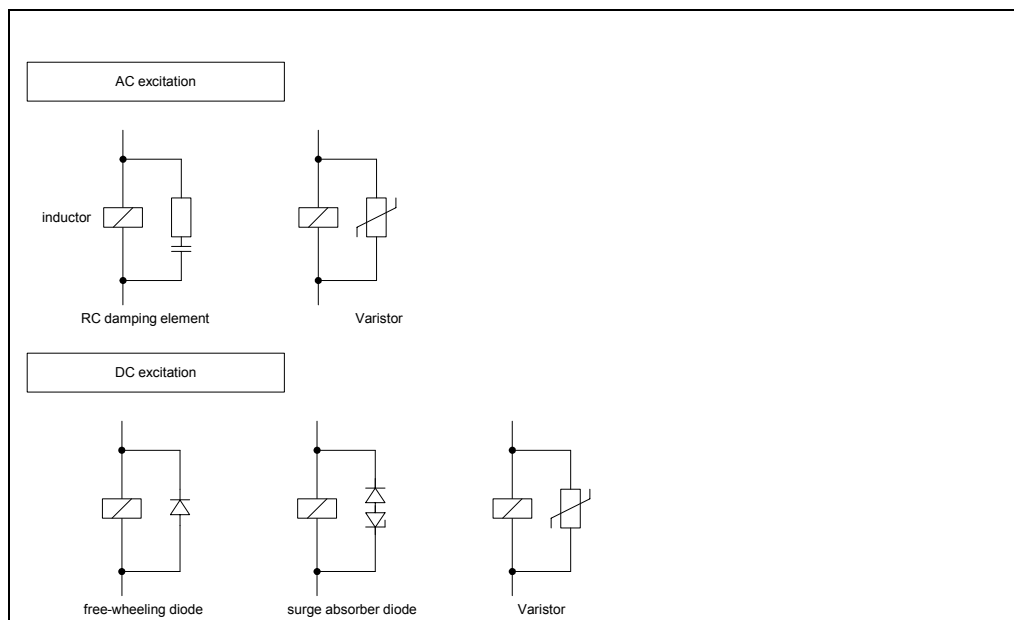 AC excitation
inductor
RC damping element
Varistor
DC excitation
free-wheeling diode
surge absorber diode
Varistor